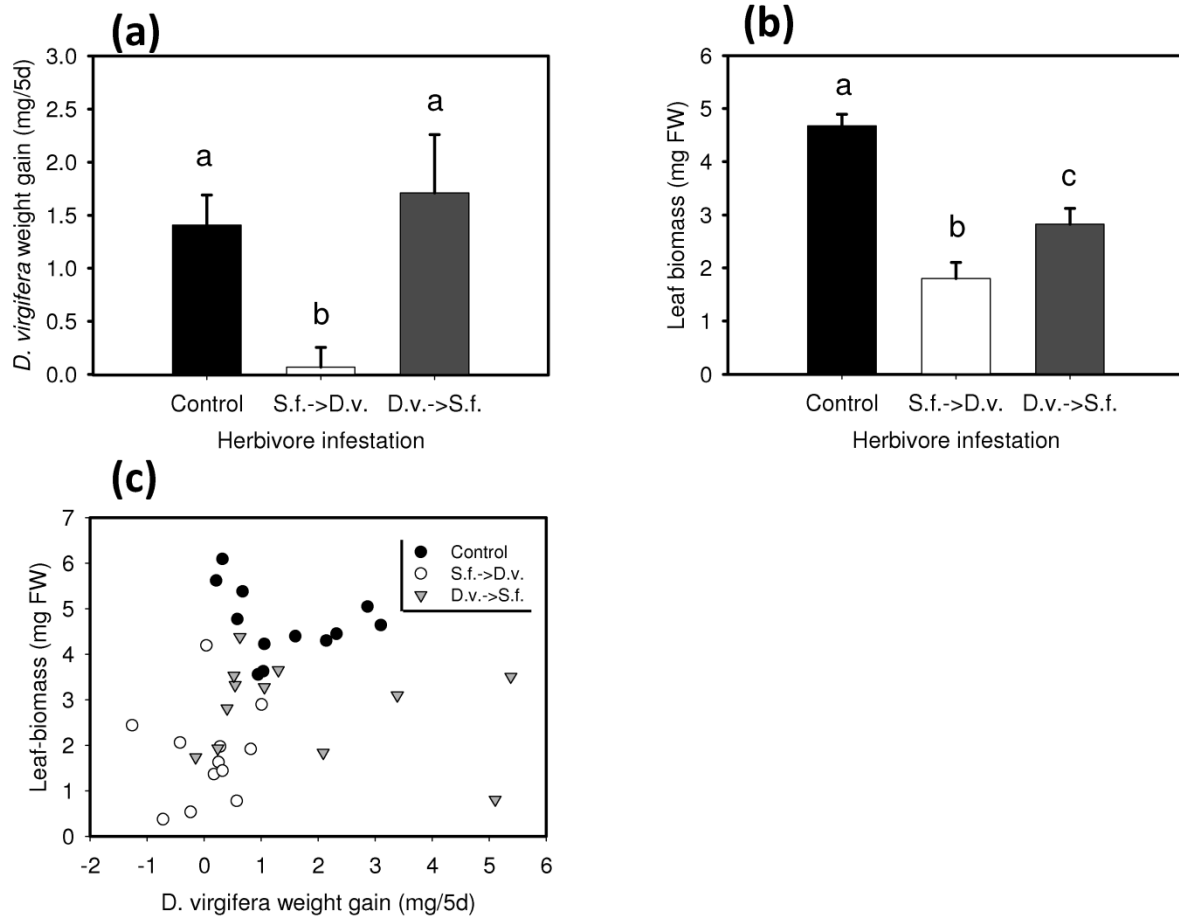 (a)
D. virgifera weight gain (mg/5d)
3.0
2.5
2.0
1.5
1.0
0.5
0.0
a
b
a
Control
S.f.->D.v.
D.v.->S.f.
Herbivore infestation
(b)
Leaf biomass (mg FW)
6
5
4
3
2
1
0
a
b
c
Control
S.f.->D.v.
D.v.->S.f.
Herbivore infestation
(c)
Leaf-biomass (mg FW)
7
6
5
4
3
2
1
0
Control
S.f.->D.v.
D.v.->S.f.
-2 -1 0 1 2 3 4 5 6
D. virgifera weight gain (mg/5d)